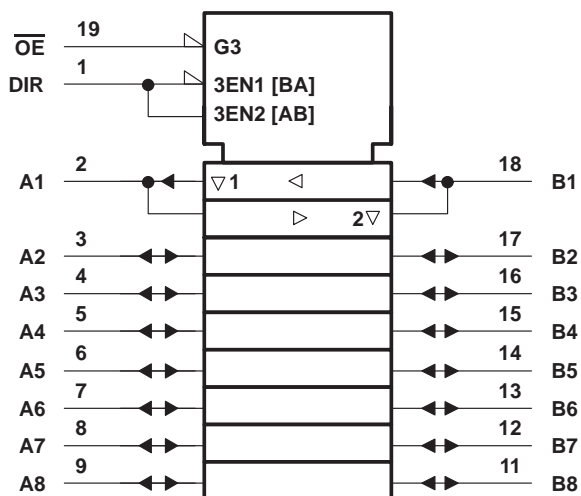 OE 19 G3
DIR 1 3EN1 [BA]
3EN2 [AB]
A1 2 ▽1 ◁ 18 B1
▷ 2▽
A2 3 17 B2
A3 4 16 B3
A4 5 15 B4
A5 6 14 B5
A6 7 13 B6
A7 8 12 B7
A8 9 11 B8